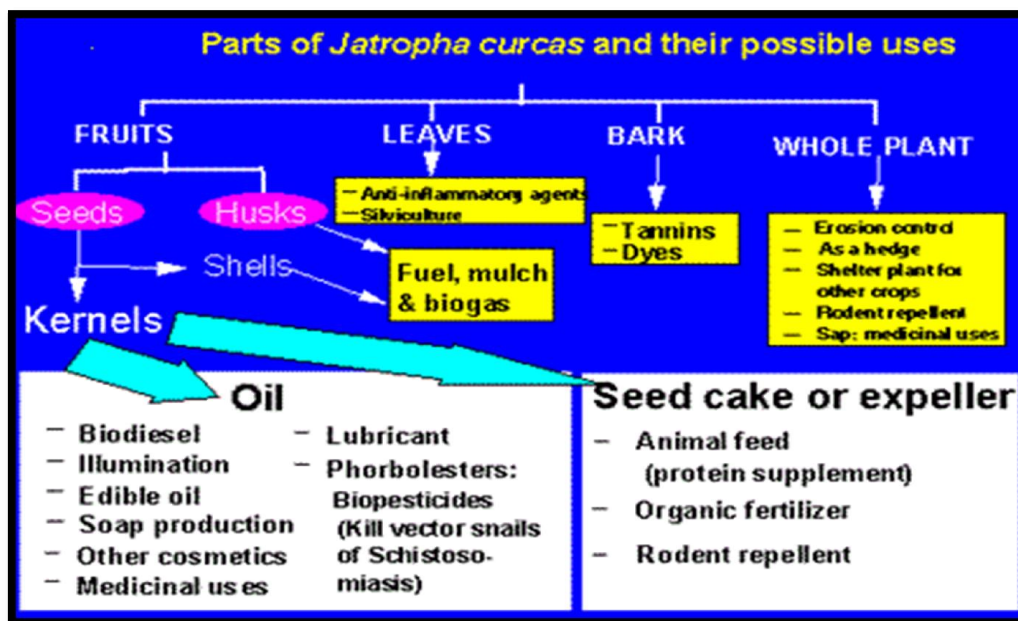 Parts of Jatropha curcas and their possible uses
FRUITS
LEAVES
BARK
WHOLE PLANT
Seeds
Husks
– Anti-inflammatory agents
– Silviculture
– Tannins
– Dyes
– Erosion control
– As a hedge
– Shelter plant for
other crops
– Rodent repellent
– Sap: medicinal uses
Shells
Fuel, mulch
& biogas
Kernels
Oil
– Biodiesel
– Illumination
– Edible oil
– Soap production
– Other cosmetics
– Medicinal uses
– Lubricant
– Phorbolesters:
Biopesticides
(Kill vector snails
of Schistoso-
miasis)
Seed cake or expeller
– Animal feed
(protein supplement)
– Organic fertilizer
– Rodent repellent